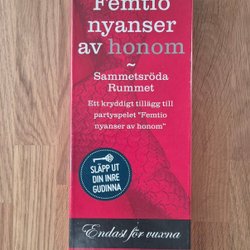 Femtio
nyanser
av honom
~
Sammetsröda
Rummet
Ett kryddigt tillägg till
partyspelet "Femtio
nyanser av honom"
SLÄPP UT
DIN INRE
GUDINNA
Endast för vuxna